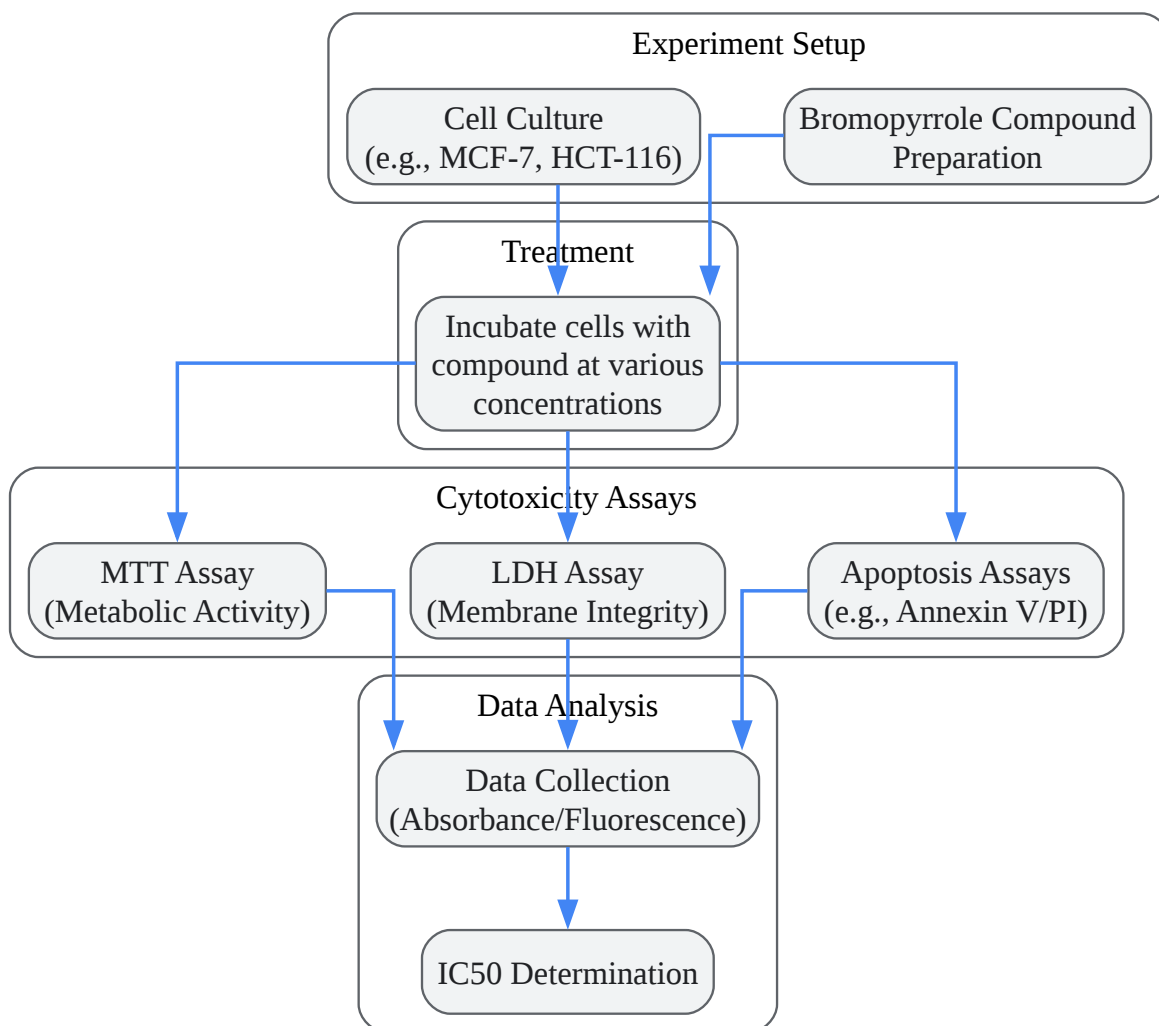 Experiment Setup
Cell Culture
(e.g., MCF-7, HCT-116)
Bromopyrrole Compound
Preparation
Treatment
Incubate cells with
compound at various
concentrations
Cytotoxicity Assays
MTT Assay
(Metabolic Activity)
LDH Assay
(Membrane Integrity)
Apoptosis Assays
(e.g., Annexin V/PI)
Data Analysis
Data Collection
(Absorbance/Fluorescence)
IC50 Determination